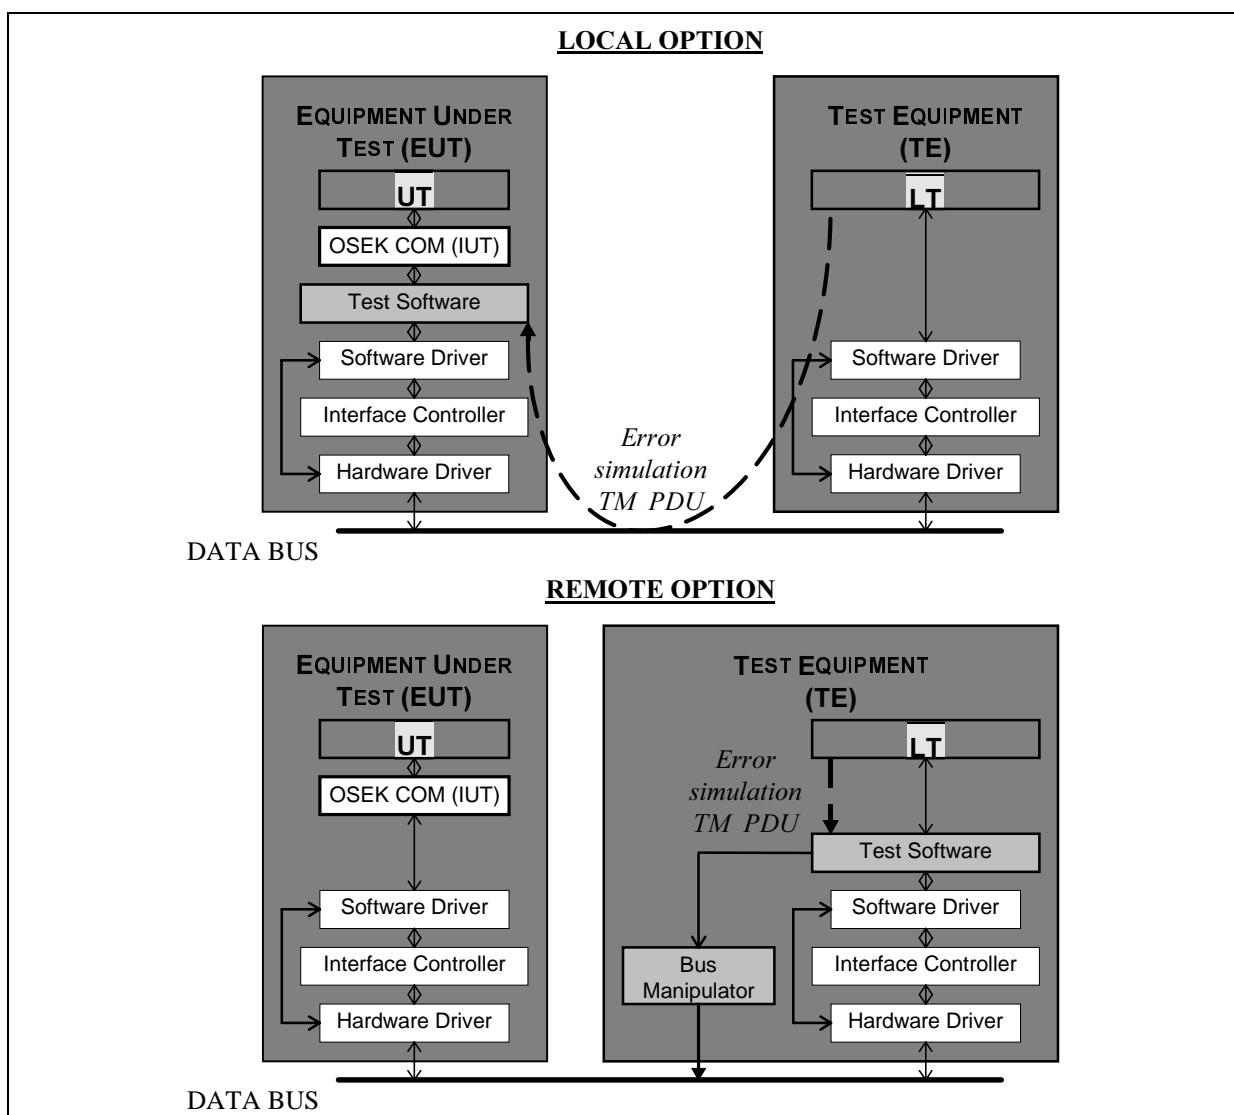 LOCAL OPTION
EQUIPMENT UNDER
TEST (EUT)
UT
OSEK COM (IUT)
Test Software
Software Driver
Interface Controller
Hardware Driver
TEST EQUIPMENT
(TE)
LT
Software Driver
Interface Controller
Hardware Driver
Error
simulation
TM PDU
DATA BUS
REMOTE OPTION
EQUIPMENT UNDER
TEST (EUT)
UT
OSEK COM (IUT)
Software Driver
Interface Controller
Hardware Driver
TEST EQUIPMENT
(TE)
LT
Error
simulation
TM PDU
Test Software
Software Driver
Interface Controller
Hardware Driver
Bus
Manipulator
DATA BUS